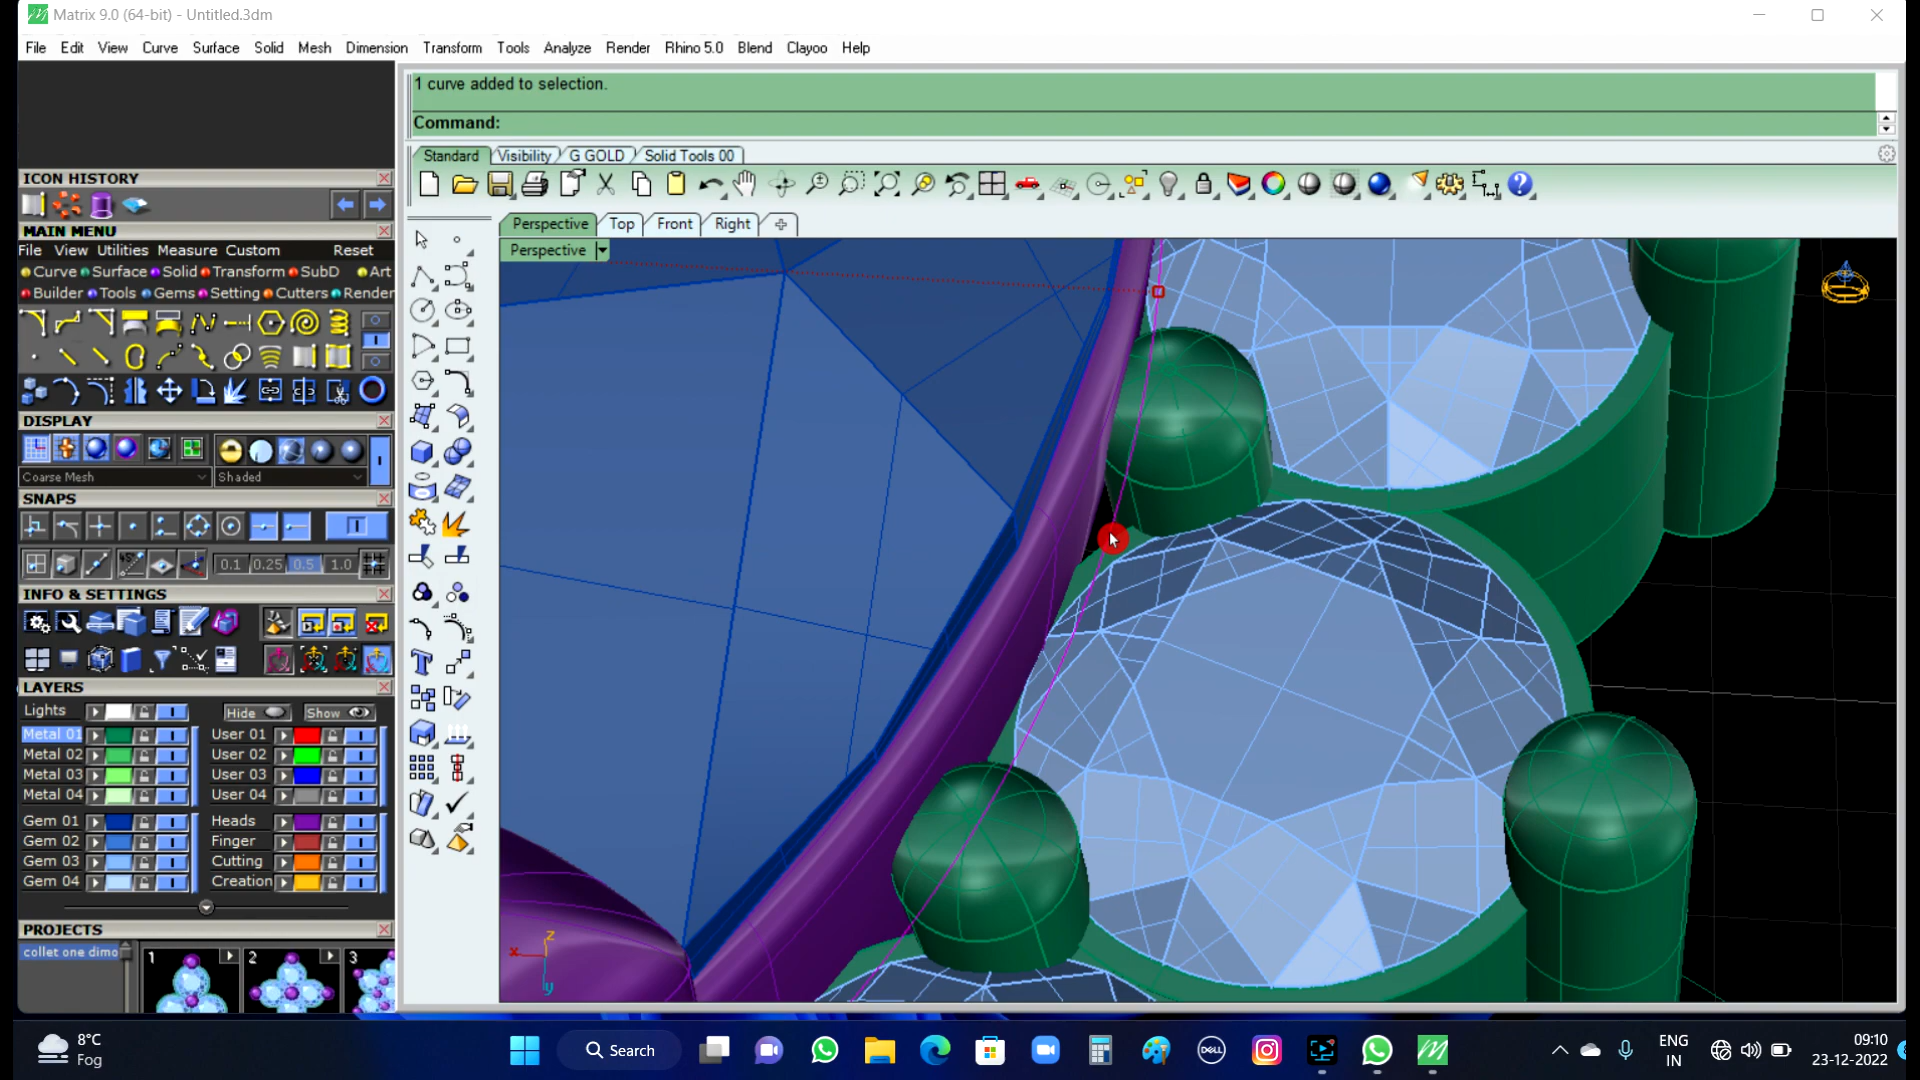 Matrix 9.0 (64-bit) - Untitled.3dm
File Edit View Curve Surface Solid Mesh Dimension Transform Tools Analyze Render Rhino 5.0 Blend Clayoo Help
1 curve added to selection.
Command:
Standard Visibility G GOLD Solid Tools 00
Perspective Top Front Right
Perspective
ICON HISTORY
MAIN MENU
File View Utilities Measure Custom Reset
Curve Surface Solid Transform SubD Art
Builder Tools Gems Setting Cutters Render
DISPLAY
Coarse Mesh Shaded
SNAPS
0.1 0.25 0.5 1.0
INFO & SETTINGS
LAYERS
Lights Hide Show
Metal 01 User 01
Metal 02 User 02
Metal 03 User 03
Metal 04 User 04
Gem 01 Heads
Gem 02 Finger
Gem 03 Cutting
Gem 04 Creation
PROJECTS
collet one dimo
1 2 3
x z y
8°C
Fog
Search
DELL
ENG
IN
09:10
23-12-2022